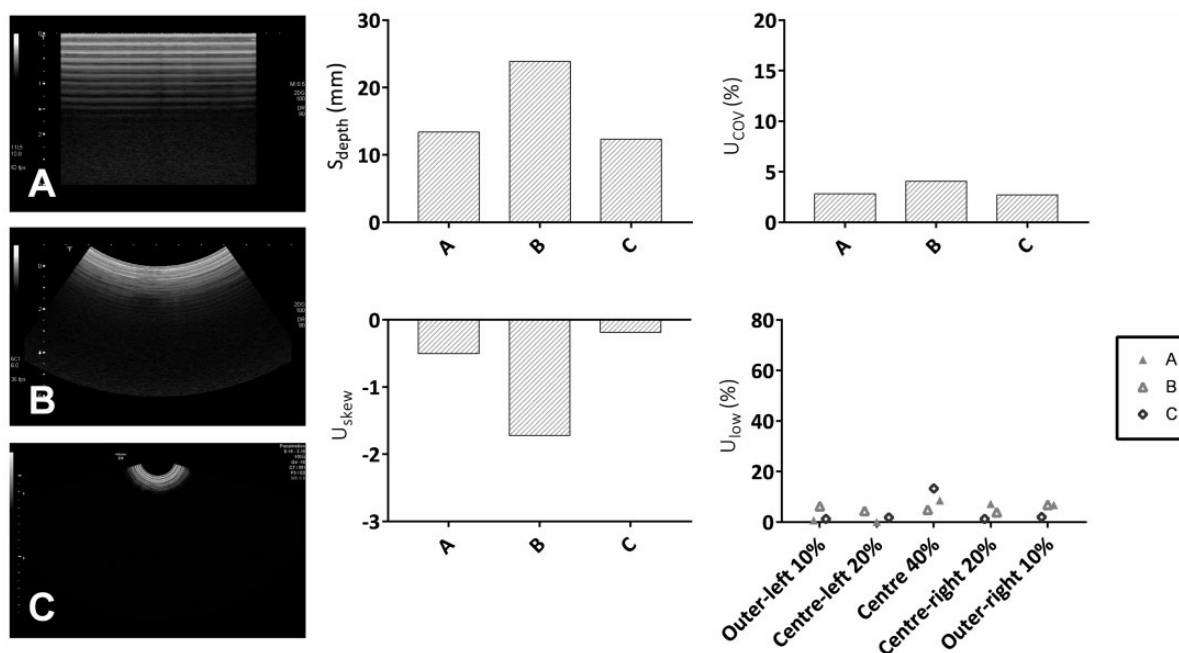 A
B
C
30
20
10
0
S_depth (mm)
A
B
C
20
15
10
5
0
U_COV (%)
A
B
C
0
-1
-2
-3
U_skew
A
B
C
80
60
40
20
0
U_low (%)
Outer-left 10%
Centre-left 20%
Centre 40%
Centre-right 20%
Outer-right 10%
A
B
C